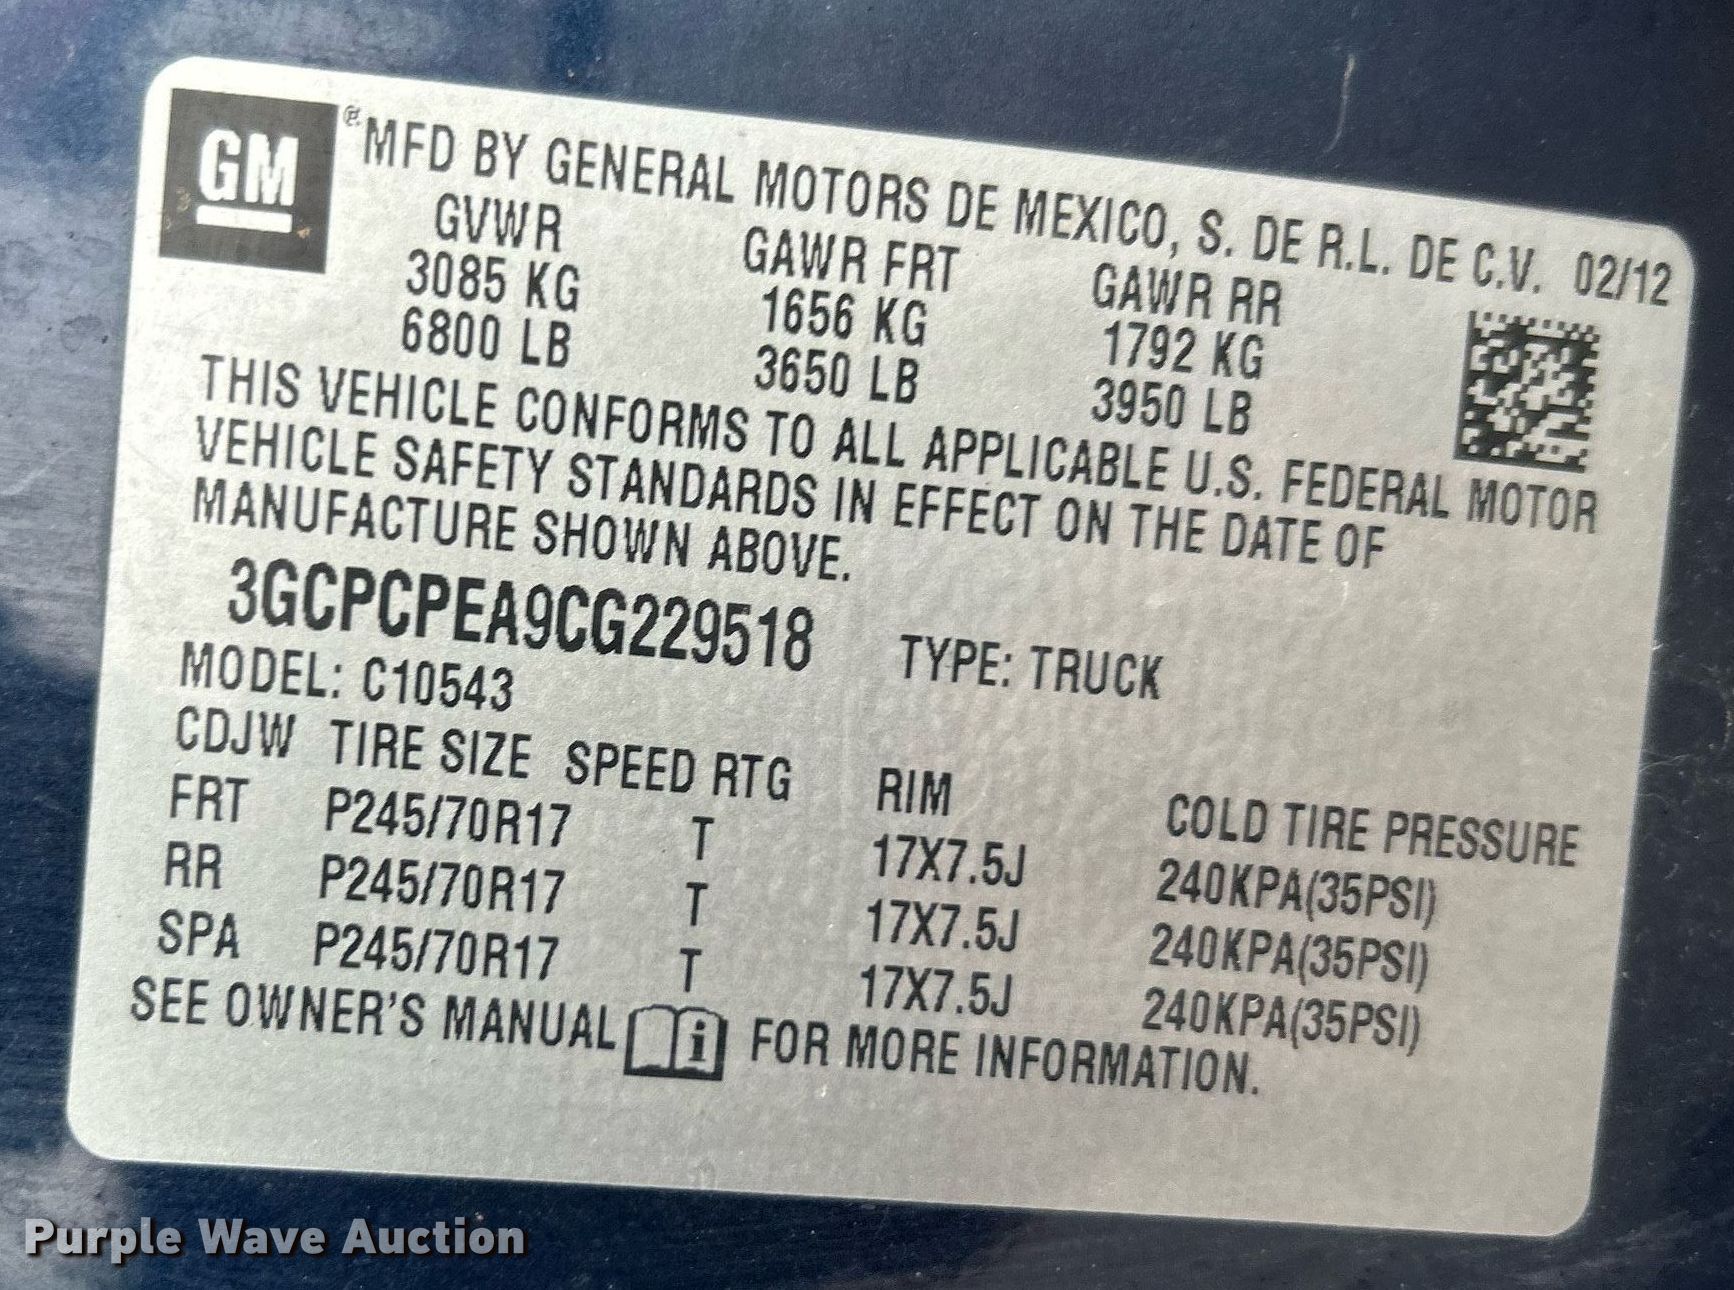 GM ® MFD BY GENERAL MOTORS DE MEXICO, S. DE R.L. DE C.V. 02/12
GVWR GAWR FRT GAWR RR
3085 KG 1656 KG 1792 KG
6800 LB 3650 LB 3950 LB
THIS VEHICLE CONFORMS TO ALL APPLICABLE U.S. FEDERAL MOTOR
VEHICLE SAFETY STANDARDS IN EFFECT ON THE DATE OF
MANUFACTURE SHOWN ABOVE.
3GCPCPEA9CG229518 TYPE: TRUCK
MODEL: C10543
CDJW TIRE SIZE SPEED RTG RIM COLD TIRE PRESSURE
FRT P245/70R17 T 17X7.5J 240KPA(35PSI)
RR P245/70R17 T 17X7.5J 240KPA(35PSI)
SPA P245/70R17 T 17X7.5J 240KPA(35PSI)
SEE OWNER'S MANUAL i FOR MORE INFORMATION.
Purple Wave Auction